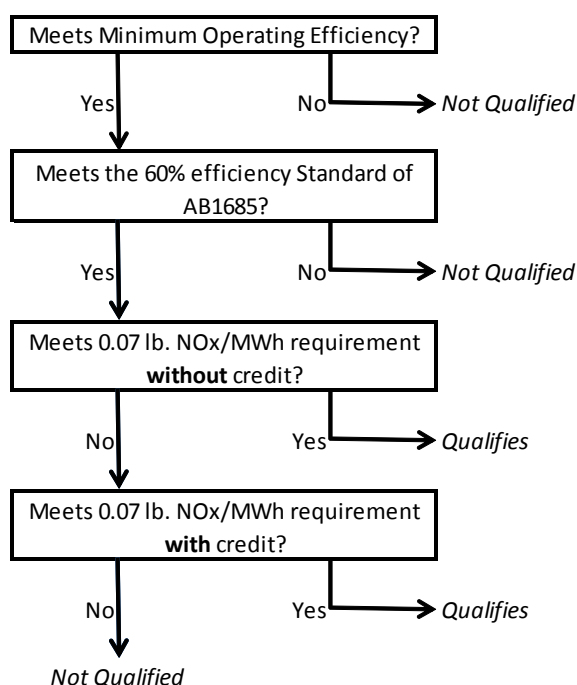 Meets Minimum Operating Efficiency?
Yes
No
Not Qualified
Meets the 60% efficiency Standard of
AB1685?
Yes
No
Not Qualified
Meets 0.07 lb. NOx/MWh requirement
without credit?
No
Yes
Qualifies
Meets 0.07 lb. NOx/MWh requirement
with credit?
No
Yes
Qualifies
Not Qualified